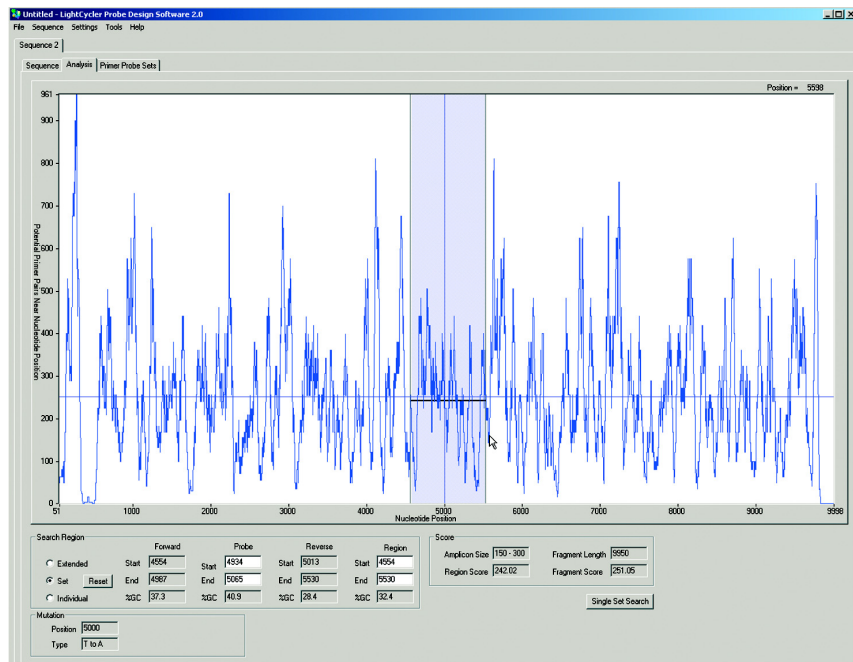 Untitled - LightCycler Probe Design Software 2.0
File Sequence Settings Tools Help
Sequence 2
Sequence Analysis Primer Probe Sets
Position = 5598
961
900
800
700
600
500
400
300
200
100
0
Potential Primer Pairs Near Nucleotide Position
51 1000 2000 3000 4000 5000 6000 7000 8000 9000 9998
Nucleotide Position
Search Region
Forward Probe Reverse Region
Extended Start 4554 Start 4934 Start 5013 Start 4554
Set Reset End 4987 End 5065 End 5530 End 5530
Individual %GC 37.3 %GC 40.9 %GC 28.4 %GC 32.4
Score
Amplicon Size 150 - 300 Fragment Length 9950
Region Score 242.02 Fragment Score 251.05
Single Set Search
Mutation
Position 5000
Type T to A